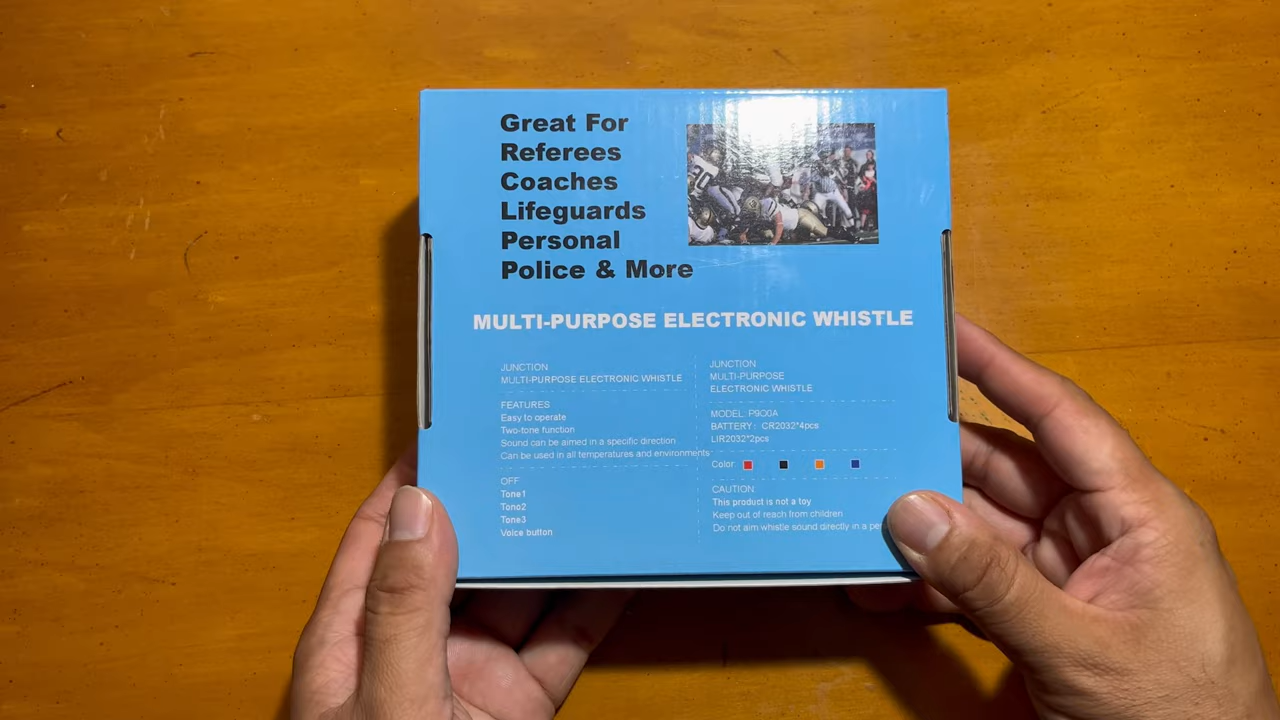 Great For
Referees
Coaches
Lifeguards
Personal
Police & More
MULTI-PURPOSE ELECTRONIC WHISTLE
JUNCTION
MULTI-PURPOSE ELECTRONIC WHISTLE
FEATURES
Easy to operate
Two-tone function
Sound can be aimed in a specific direction
Can be used in all temperatures and environments
OFF
Tone1
Tono2
Tone3
Voice button
JUNCTION
MULTI-PURPOSE
ELECTRONIC WHISTLE
MODEL: P9O0A
BATTERY: CR2032*4pcs
LIR2032*2pcs
Color
CAUTION:
This product is not a toy
Keep out of reach from children
Do not aim whistle sound directly in a